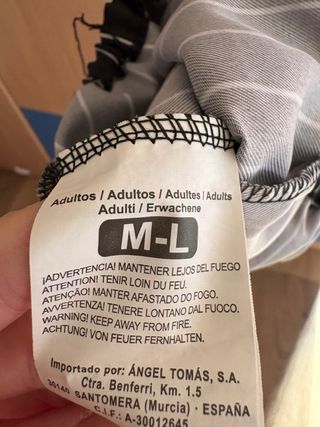 Adultos / Adultos / Adultes / Adults
Adulti / Erwachene
M-L
¡ADVERTENCIA! MANTENER LEJOS DEL FUEGO
ATTENTION! TENIR LOIN DU FEU.
ATENÇÃO! MANTER AFASTADO DO FOGO.
AVVERTENZA! TENERE LONTANO DAL FUOCO.
WARNING! KEEP AWAY FROM FIRE.
ACHTUNG! VON FEUER FERNHALTEN.
Importado por: ÁNGEL TOMÁS, S.A.
Ctra. Benferri, Km. 1.5
30140 SANTOMERA (Murcia) · ESPAÑA
C.I.F.: A-30012645